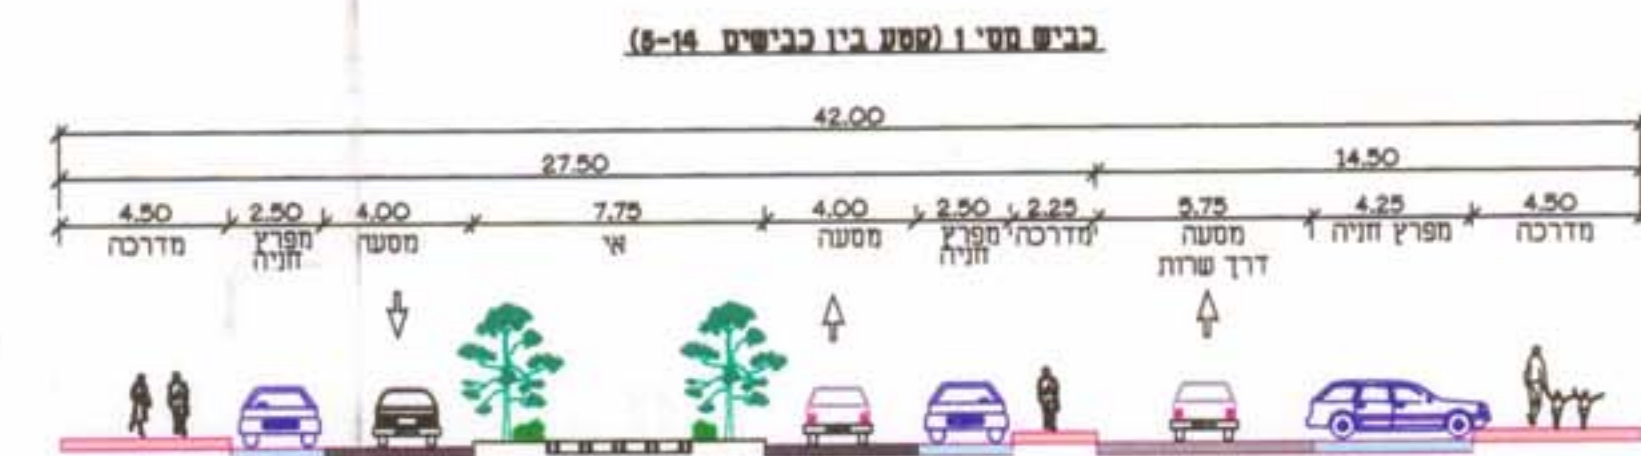 כביש מס' 1 (קטע בין כבישים 5-14)
42.00
27.50 14.50
4.50 2.50 4.00 7.75 4.00 2.50 2.25 5.75 4.25 4.50
מדרכה מפרץ חניה מסעה אי מסעה מפרץ חניה מדרכה מסעה דרך שרות מפרץ חניה מדרכה